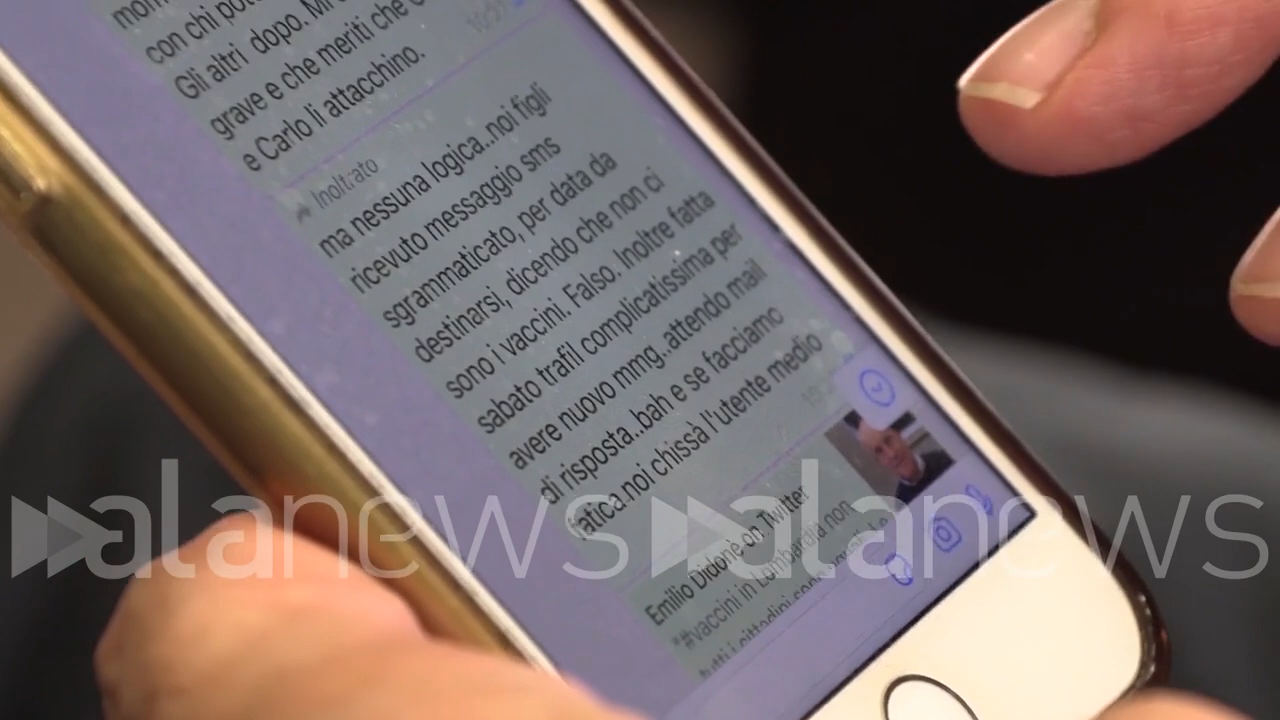 con chi
Gli altri dopo.
grave e che meriti che
e Carlo li attacchino.
Inoltrato
ma nessuna logica..noi figli
ricevuto messaggio sms
sgrammaticato, per data da
destinarsi, dicendo che non ci
sono i vaccini. Falso. Inoltre fatta
sabato trafil complicatissima per
avere nuovo mmg..attendo mail
di risposta..bah e se facciamo
fatica noi chissà l'utente medio
Emilio Didonè on Twitter
"#vaccini in Lombardia non
tutti i cittadini
alanews alanews